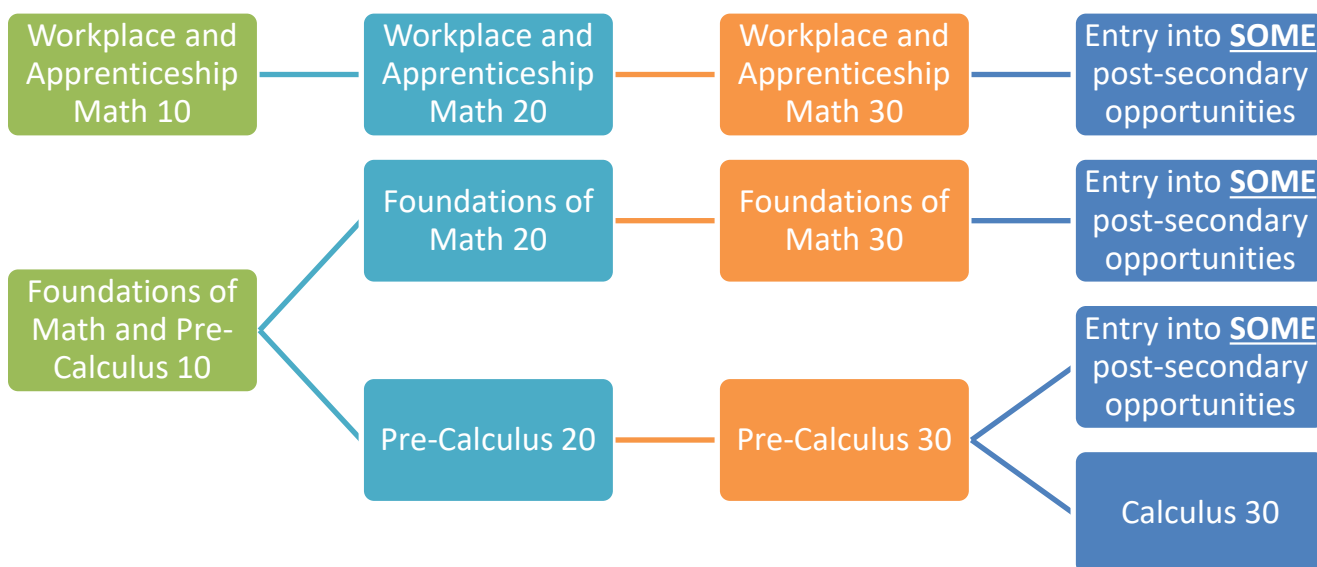 Workplace and
Apprenticeship
Math 10
Workplace and
Apprenticeship
Math 20
Workplace and
Apprenticeship
Math 30
Entry into SOME
post-secondary
opportunities
Foundations of
Math and Pre-
Calculus 10
Foundations of
Math 20
Foundations of
Math 30
Entry into SOME
post-secondary
opportunities
Pre-Calculus 20
Pre-Calculus 30
Entry into SOME
post-secondary
opportunities
Calculus 30